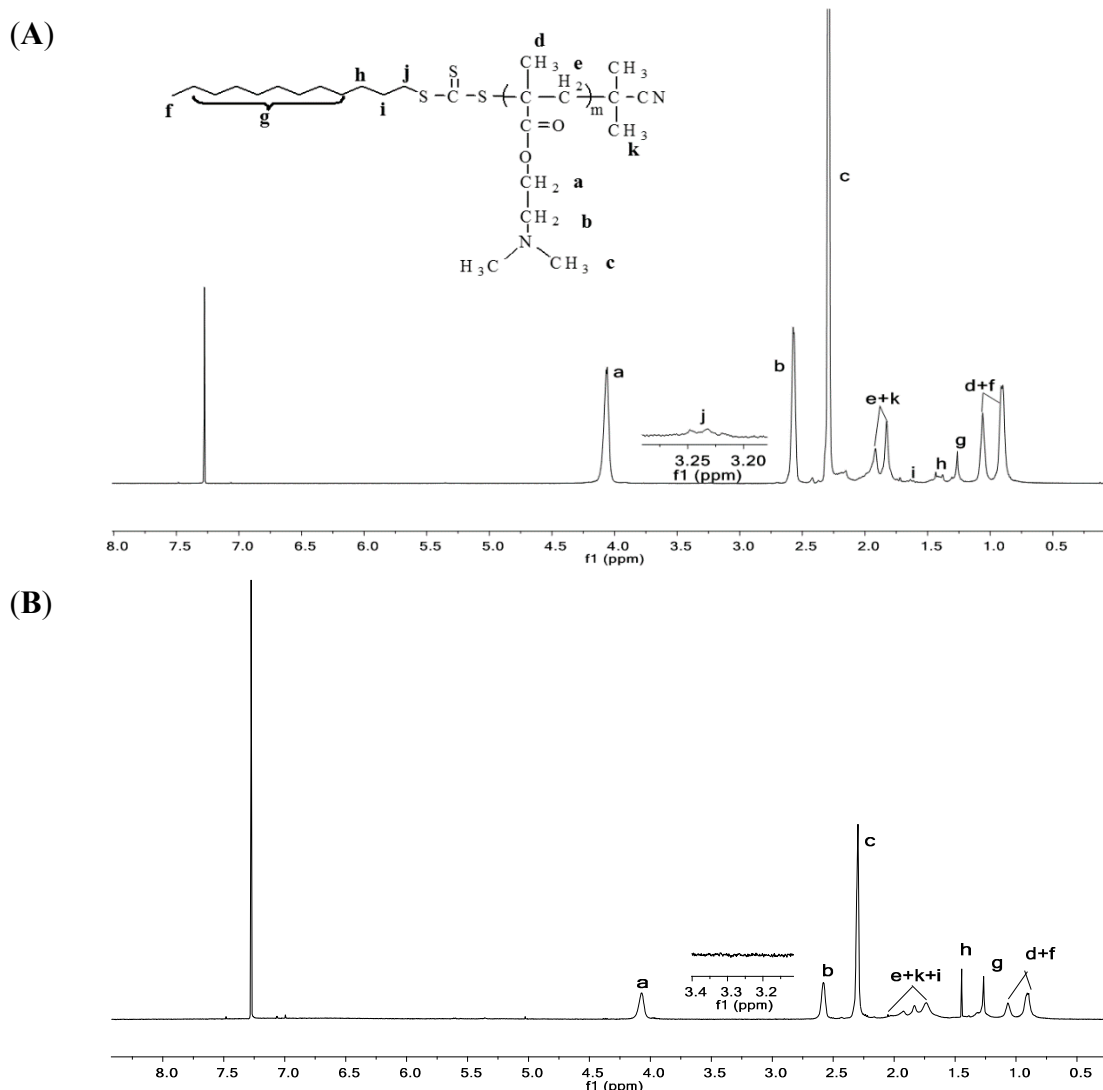 (A)
d
CH3
e
S
H2
CH3
h
j
S
C
S
C
C
C
CN
f
i
m
g
C=O
CH3
k
O
CH2
a
CH2
b
N
H3C
CH3
c
c
a
b
j
3.25
3.20
f1 (ppm)
e+k
d+f
i
h
g
8.0
7.5
7.0
6.5
6.0
5.5
5.0
4.5
4.0
3.5
3.0
2.5
2.0
1.5
1.0
0.5
f1 (ppm)
(B)
c
a
b
3.4
3.3
3.2
f1 (ppm)
e+k+i
h
g
d+f
8.0
7.5
7.0
6.5
6.0
5.5
5.0
4.5
4.0
3.5
3.0
2.5
2.0
1.5
1.0
0.5
f1 (ppm)